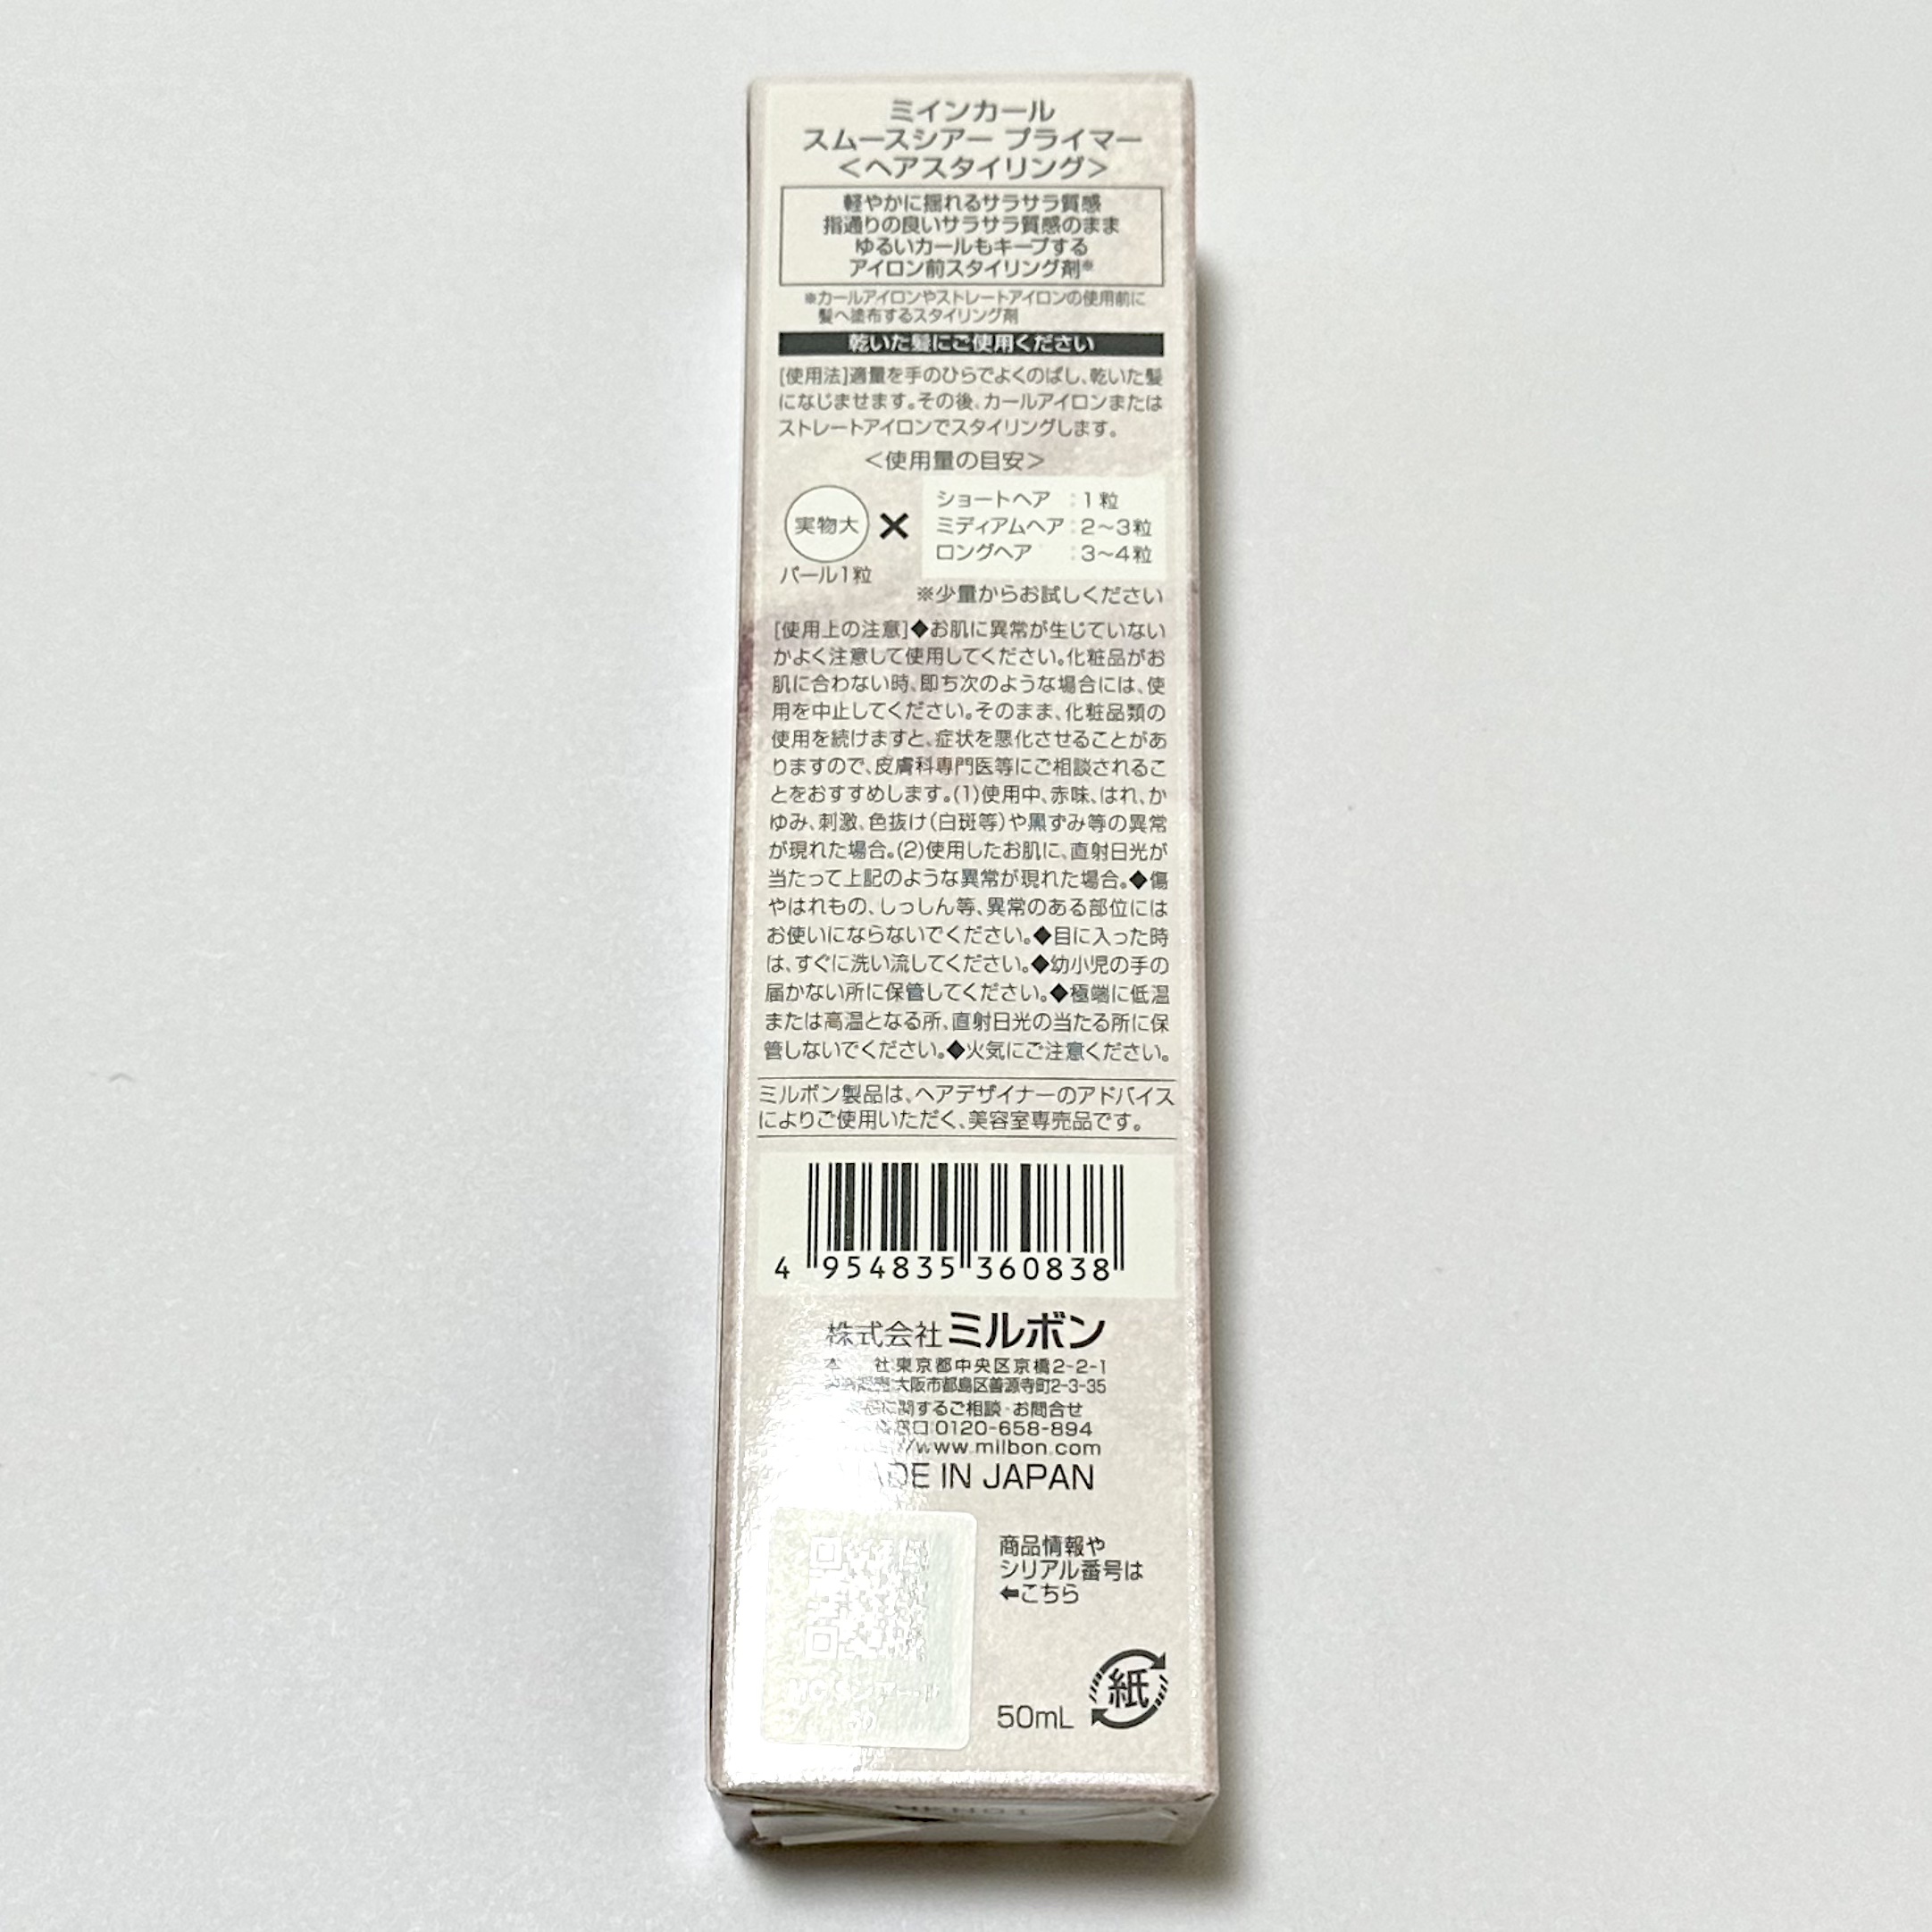 ミインカール
スムースシアー プライマー
＜ヘアスタイリング＞
軽やかに揺れるサラサラ質感
指通りの良いサラサラ質感のまま
ゆるいカールもキープする
アイロン前スタイリング剤※
※カールアイロンやストレートアイロンの使用前に
髪へ塗布するスタイリング剤
乾いた髪にご使用ください
[使用法]適量を手のひらでよくのばし、乾いた髪
になじませます。その後、カールアイロンまたは
ストレートアイロンでスタイリングします。
＜使用量の目安＞
実物大
×
パール1粒
ショートヘア ：1粒
ミディアムヘア：2〜3粒
ロングヘア ：3〜4粒
※少量からお試しください
[使用上の注意]◆お肌に異常が生じていない
かよく注意して使用してください。化粧品がお
肌に合わない時、即ち次のような場合には、使
用を中止してください。そのまま、化粧品類の
使用を続けますと、症状を悪化させることがあ
りますので、皮膚科専門医等にご相談されるこ
とをおすすめします。(1)使用中、赤味、はれ、か
ゆみ、刺激、色抜け(白斑等)や黒ずみ等の異常
が現れた場合。(2)使用したお肌に、直射日光が
当たって上記のような異常が現れた場合。◆傷
やはれもの、しっしん等、異常のある部位には
お使いにならないでください。◆目に入った時
は、すぐに洗い流してください。◆幼小児の手の
届かない所に保管してください。◆極端に低温
または高温となる所、直射日光の当たる所に保
管しないでください。◆火気にご注意ください。
ミルボン製品は、ヘアデザイナーのアドバイス
によりご使用いただく、美容室専売品です。
4 954835 360838
株式会社ミルボン
本 社:東京都中央区京橋2-2-1
大阪市都島区善源寺町2-3-35
に関するご相談・お問合せ
窓口:0120-658-894
//www.milbon.com
MADE IN JAPAN
商品情報や
シリアル番号は
⬅こちら
50mL
紙